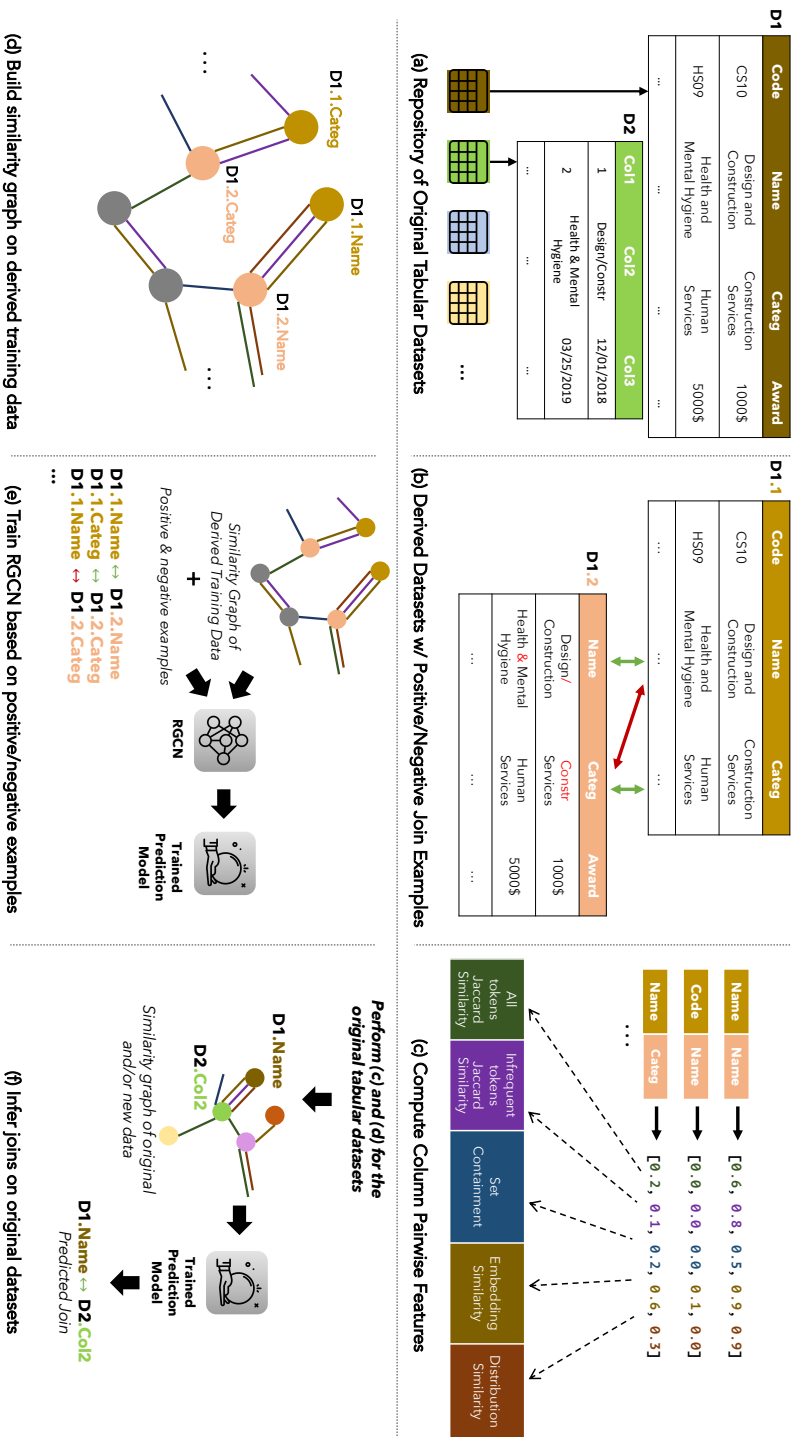 D1
Code Name Categ Award
CS10 Design and Construction Construction Services 1000$
HS09 Health and Mental Hygiene Human Services 5000$
... ... ... ...
D2
Col1 Col2 Col3
1 Design/Constr 12/01/2018
2 Health & Mental Hygiene 03/25/2019
... ... ...
...
(a) Repository of Original Tabular Datasets
D1.1
Code Name Categ
CS10 Design and Construction Construction Services
HS09 Health and Mental Hygiene Human Services
... ... ...
D1.2
Name Categ Award
Design/ Construction Constr Services 1000$
Health & Mental Hygiene Human Services 5000$
... ... ...
(b) Derived Datasets w/ Positive/Negative Join Examples
Name Name [0.6, 0.8, 0.5, 0.9, 0.9]
Code Name [0.0, 0.0, 0.0, 0.1, 0.0]
Name Categ [0.2, 0.1, 0.2, 0.6, 0.3]
...
All tokens Jaccard Similarity
Infrequent tokens Jaccard Similarity
Set Containment
Embedding Similarity
Distribution Similarity
(c) Compute Column Pairwise Features
D1.1.Categ
D1.1.Name
D1.2.Categ
D1.2.Name
...
...
(d) Build similarity graph on derived training data
Similarity Graph of
Derived Training Data
+
Positive & negative examples
D1.1.Name ↔ D1.2.Name
D1.1.Categ ↔ D1.2.Categ
D1.1.Name ↔ D1.2.Categ
...
RGCN
Trained
Prediction
Model
(e) Train RGCN based on positive/negative examples
Perform (c) and (d) for the
original tabular datasets
D1.Name
D2.Col2
Similarity graph of original
and/or new data
Trained
Prediction
Model
D1.Name ↔ D2.Col2
Predicted Join
(f) Infer joins on original datasets